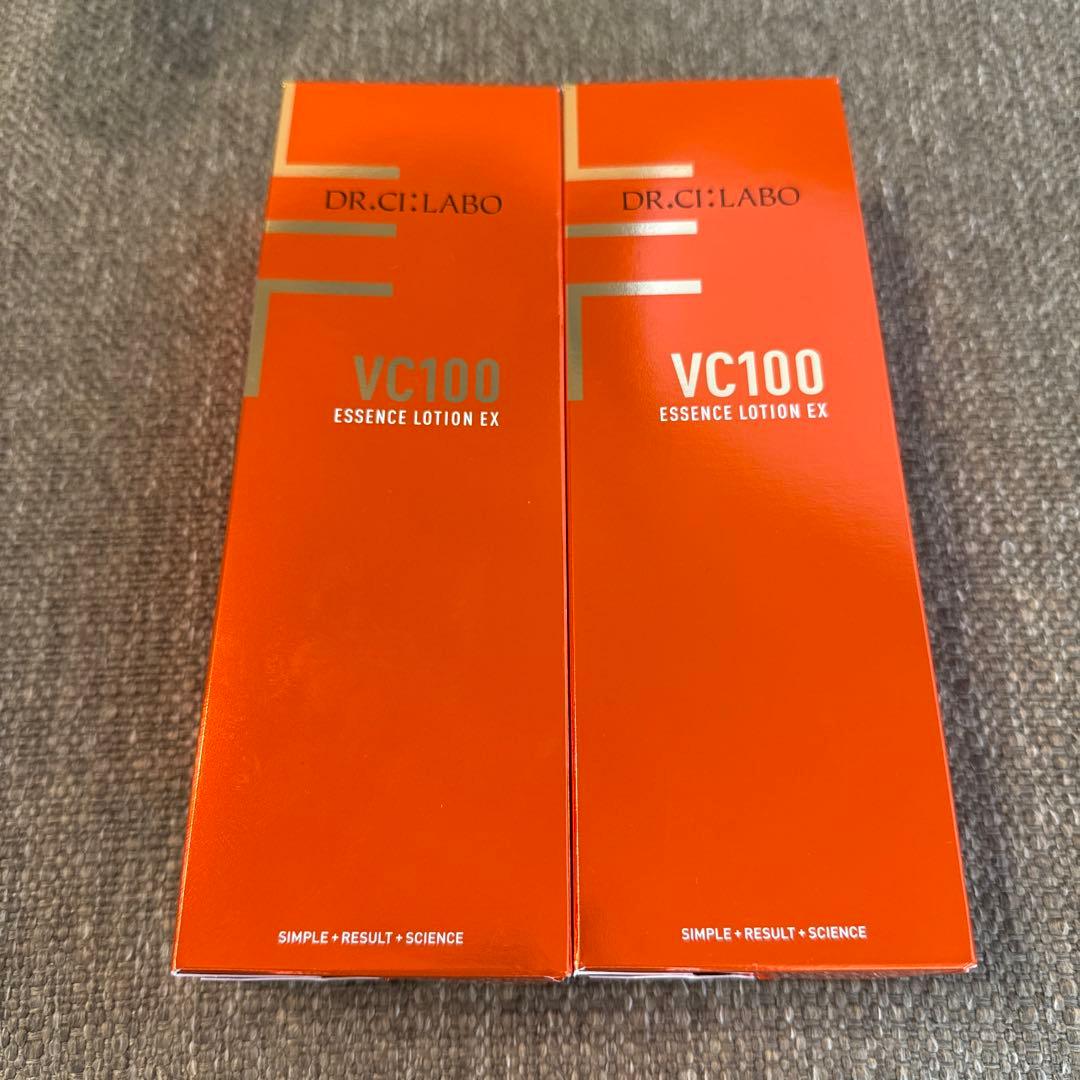 DR.CI:LABO
VC100
ESSENCE LOTION EX
SIMPLE+RESULT+SCIENCE
DR.CI:LABO
VC100
ESSENCE LOTION EX
SIMPLE+RESULT+SCIENCE